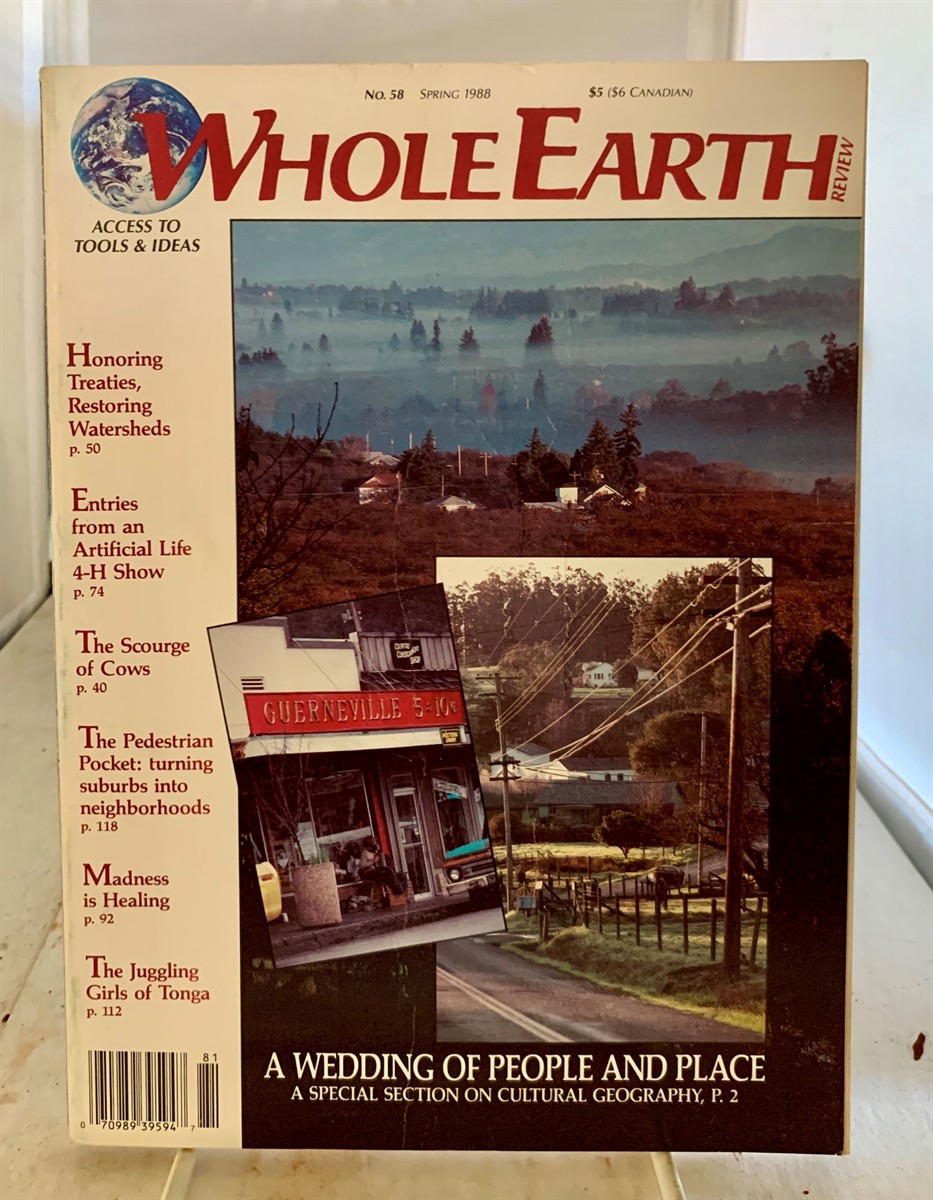 No. 58 Spring 1988
$5 ($6 Canadian)
Whole Earth
Review
ACCESS TO
TOOLS & IDEAS
Honoring
Treaties,
Restoring
Watersheds
p. 50
Entries
from an
Artificial Life
4-H Show
p. 74
The Scourge
of Cows
p. 40
The Pedestrian
Pocket: turning
suburbs into
neighborhoods
p. 118
Madness
is Healing
p. 92
The Juggling
Girls of Tonga
p. 112
COUNTRY
CONSIGNMENT
SHOP
GUERNEVILLE 5-10¢
A WEDDING OF PEOPLE AND PLACE
A SPECIAL SECTION ON CULTURAL GEOGRAPHY, P. 2
81
0 70989 39594 7